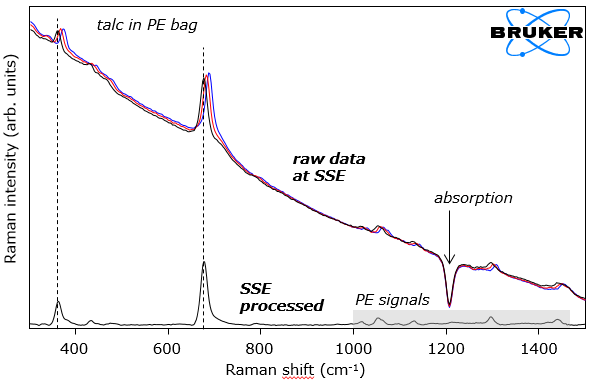 talc in PE bag
BRUKER
raw data
at SSE
absorption
SSE
processed
PE signals
Raman intensity (arb. units)
400 600 800 1000 1200 1400
Raman shift (cm⁻¹)